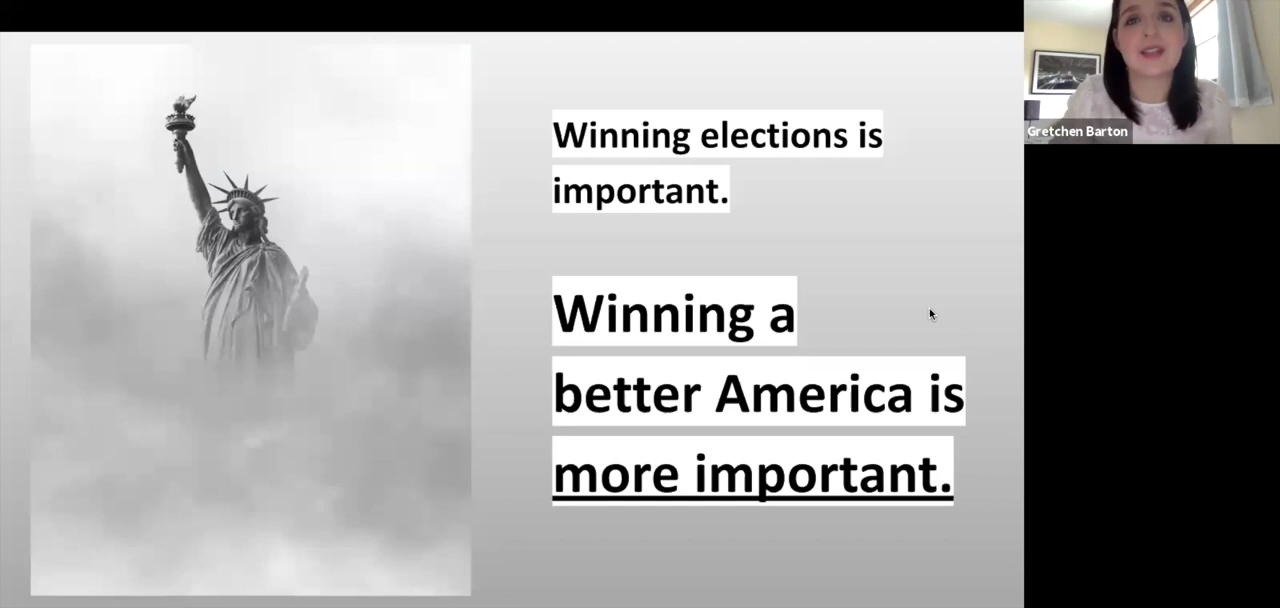 Winning elections is
important.
Winning a
better America is
more important.
Gretchen Barton